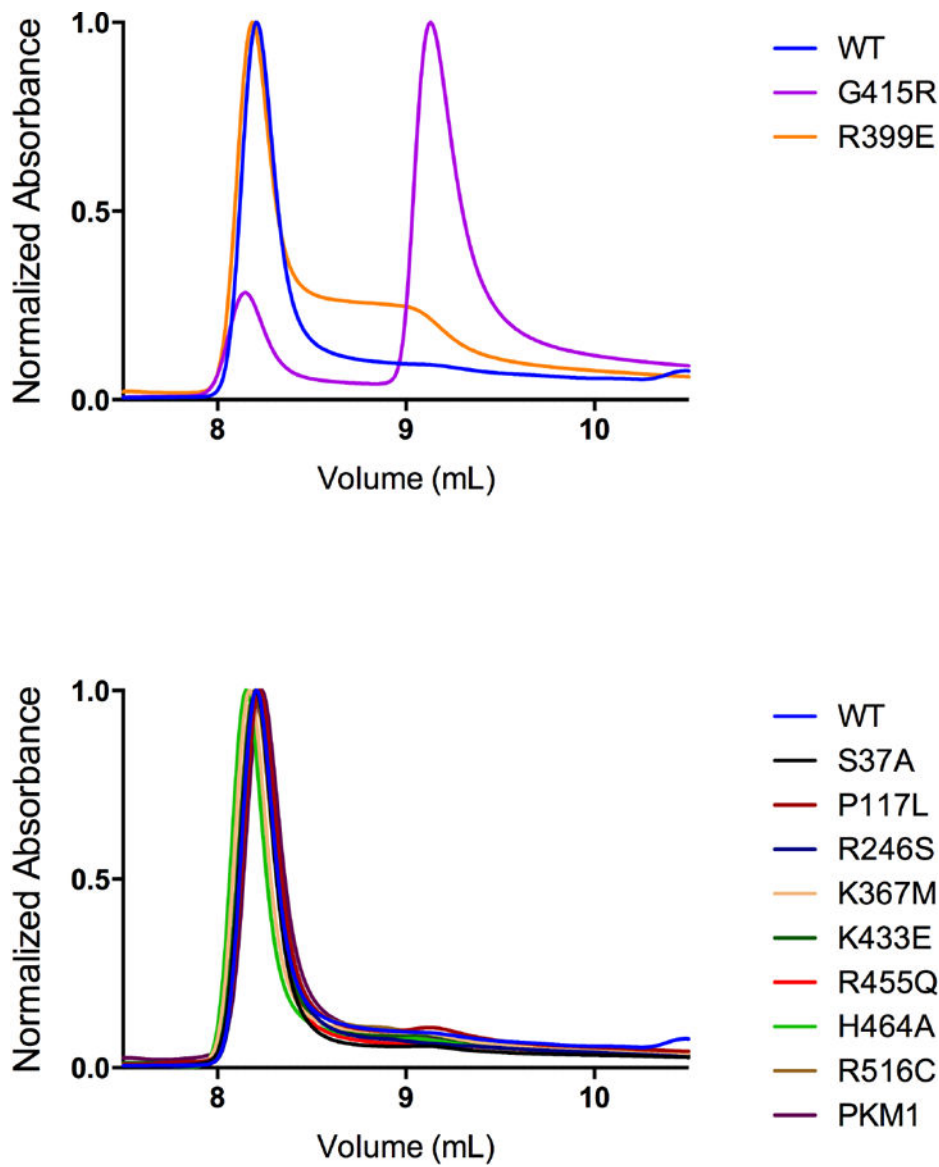 Normalized Absorbance
1.0
0.5
0.0
8
9
10
Volume (mL)
WT
G415R
R399E
Normalized Absorbance
1.0
0.5
0.0
8
9
10
Volume (mL)
WT
S37A
P117L
R246S
K367M
K433E
R455Q
H464A
R516C
PKM1